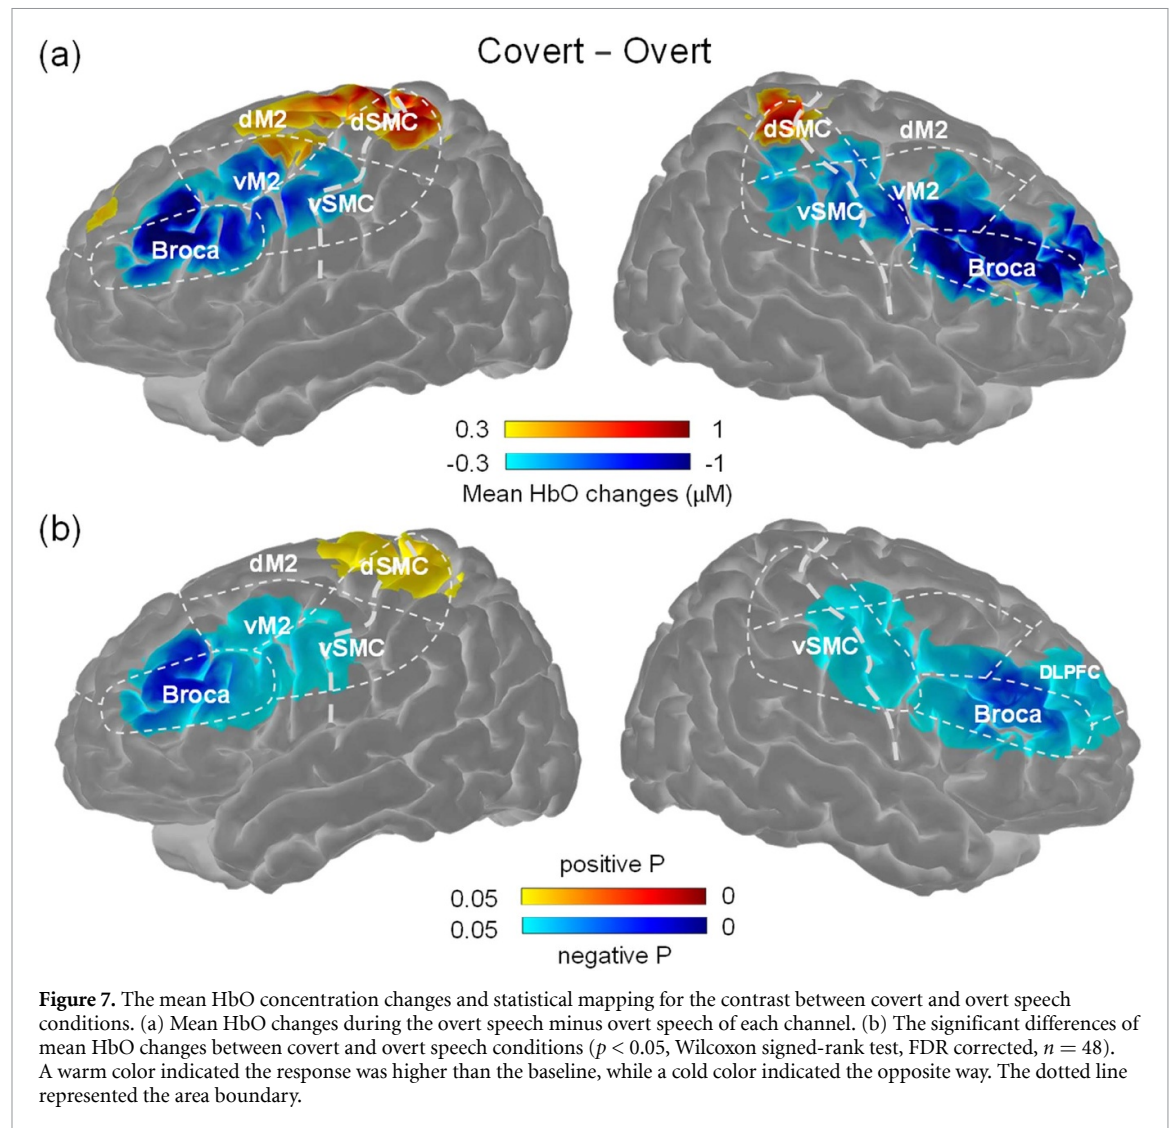 (a)
Covert – Overt
dM2
dSMC
vM2
vSMC
Broca
dSMC
dM2
vM2
vSMC
Broca
0.3 1
-0.3 -1
Mean HbO changes (μM)
(b)
dM2
dSMC
vM2
vSMC
Broca
vSMC
DLPFC
Broca
positive P
0.05 0
0.05 0
negative P
Figure 7. The mean HbO concentration changes and statistical mapping for the contrast between covert and overt speech
conditions. (a) Mean HbO changes during the overt speech minus overt speech of each channel. (b) The significant differences of
mean HbO changes between covert and overt speech conditions (p < 0.05, Wilcoxon signed-rank test, FDR corrected, n = 48).
A warm color indicated the response was higher than the baseline, while a cold color indicated the opposite way. The dotted line
represented the area boundary.